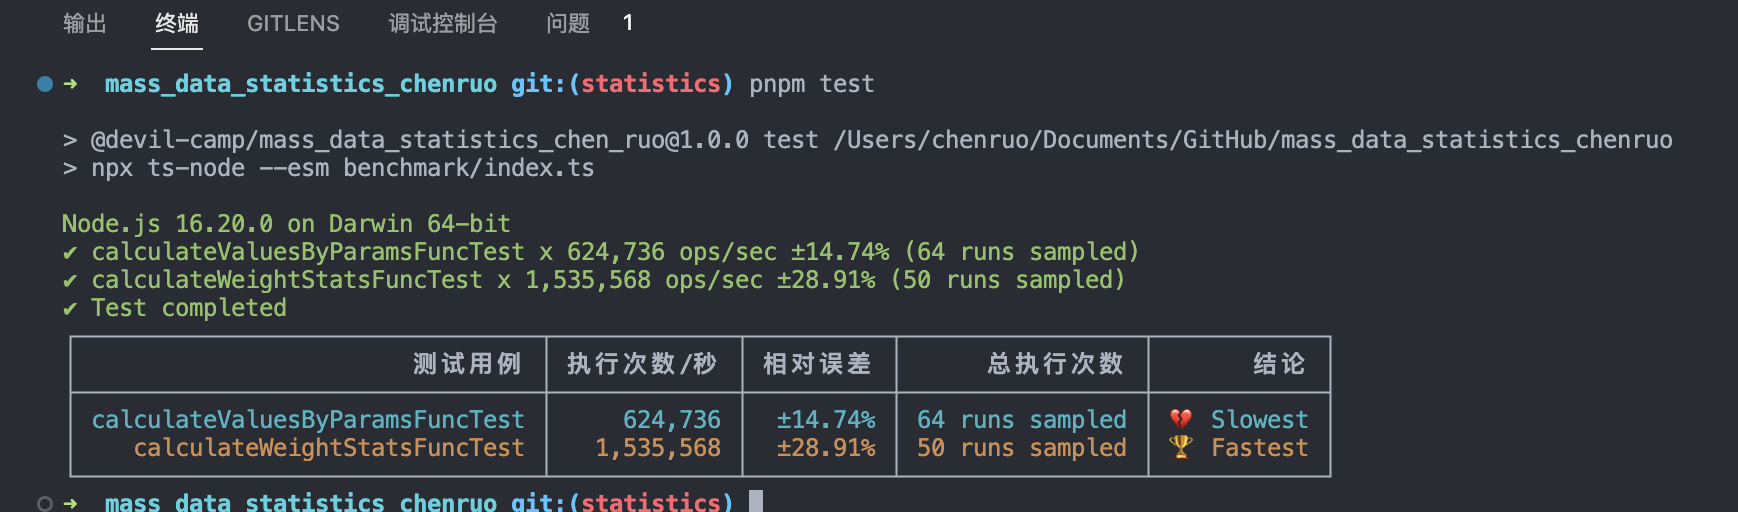 输出 终端 GITLENS 调试控制台 问题 1
➜ mass_data_statistics_chenruo git:(statistics) pnpm test
> @devil-camp/mass_data_statistics_chen_ruo@1.0.0 test /Users/chenruo/Documents/GitHub/mass_data_statistics_chenruo
> npx ts-node --esm benchmark/index.ts
Node.js 16.20.0 on Darwin 64-bit
✔ calculateValuesByParamsFuncTest x 624,736 ops/sec ±14.74% (64 runs sampled)
✔ calculateWeightStatsFuncTest x 1,535,568 ops/sec ±28.91% (50 runs sampled)
✔ Test completed
测试用例 执行次数/秒 相对误差 总执行次数 结论
calculateValuesByParamsFuncTest 624,736 ±14.74% 64 runs sampled 💔 Slowest
calculateWeightStatsFuncTest 1,535,568 ±28.91% 50 runs sampled 🏆 Fastest
➜ mass_data_statistics_chenruo git:(statistics)